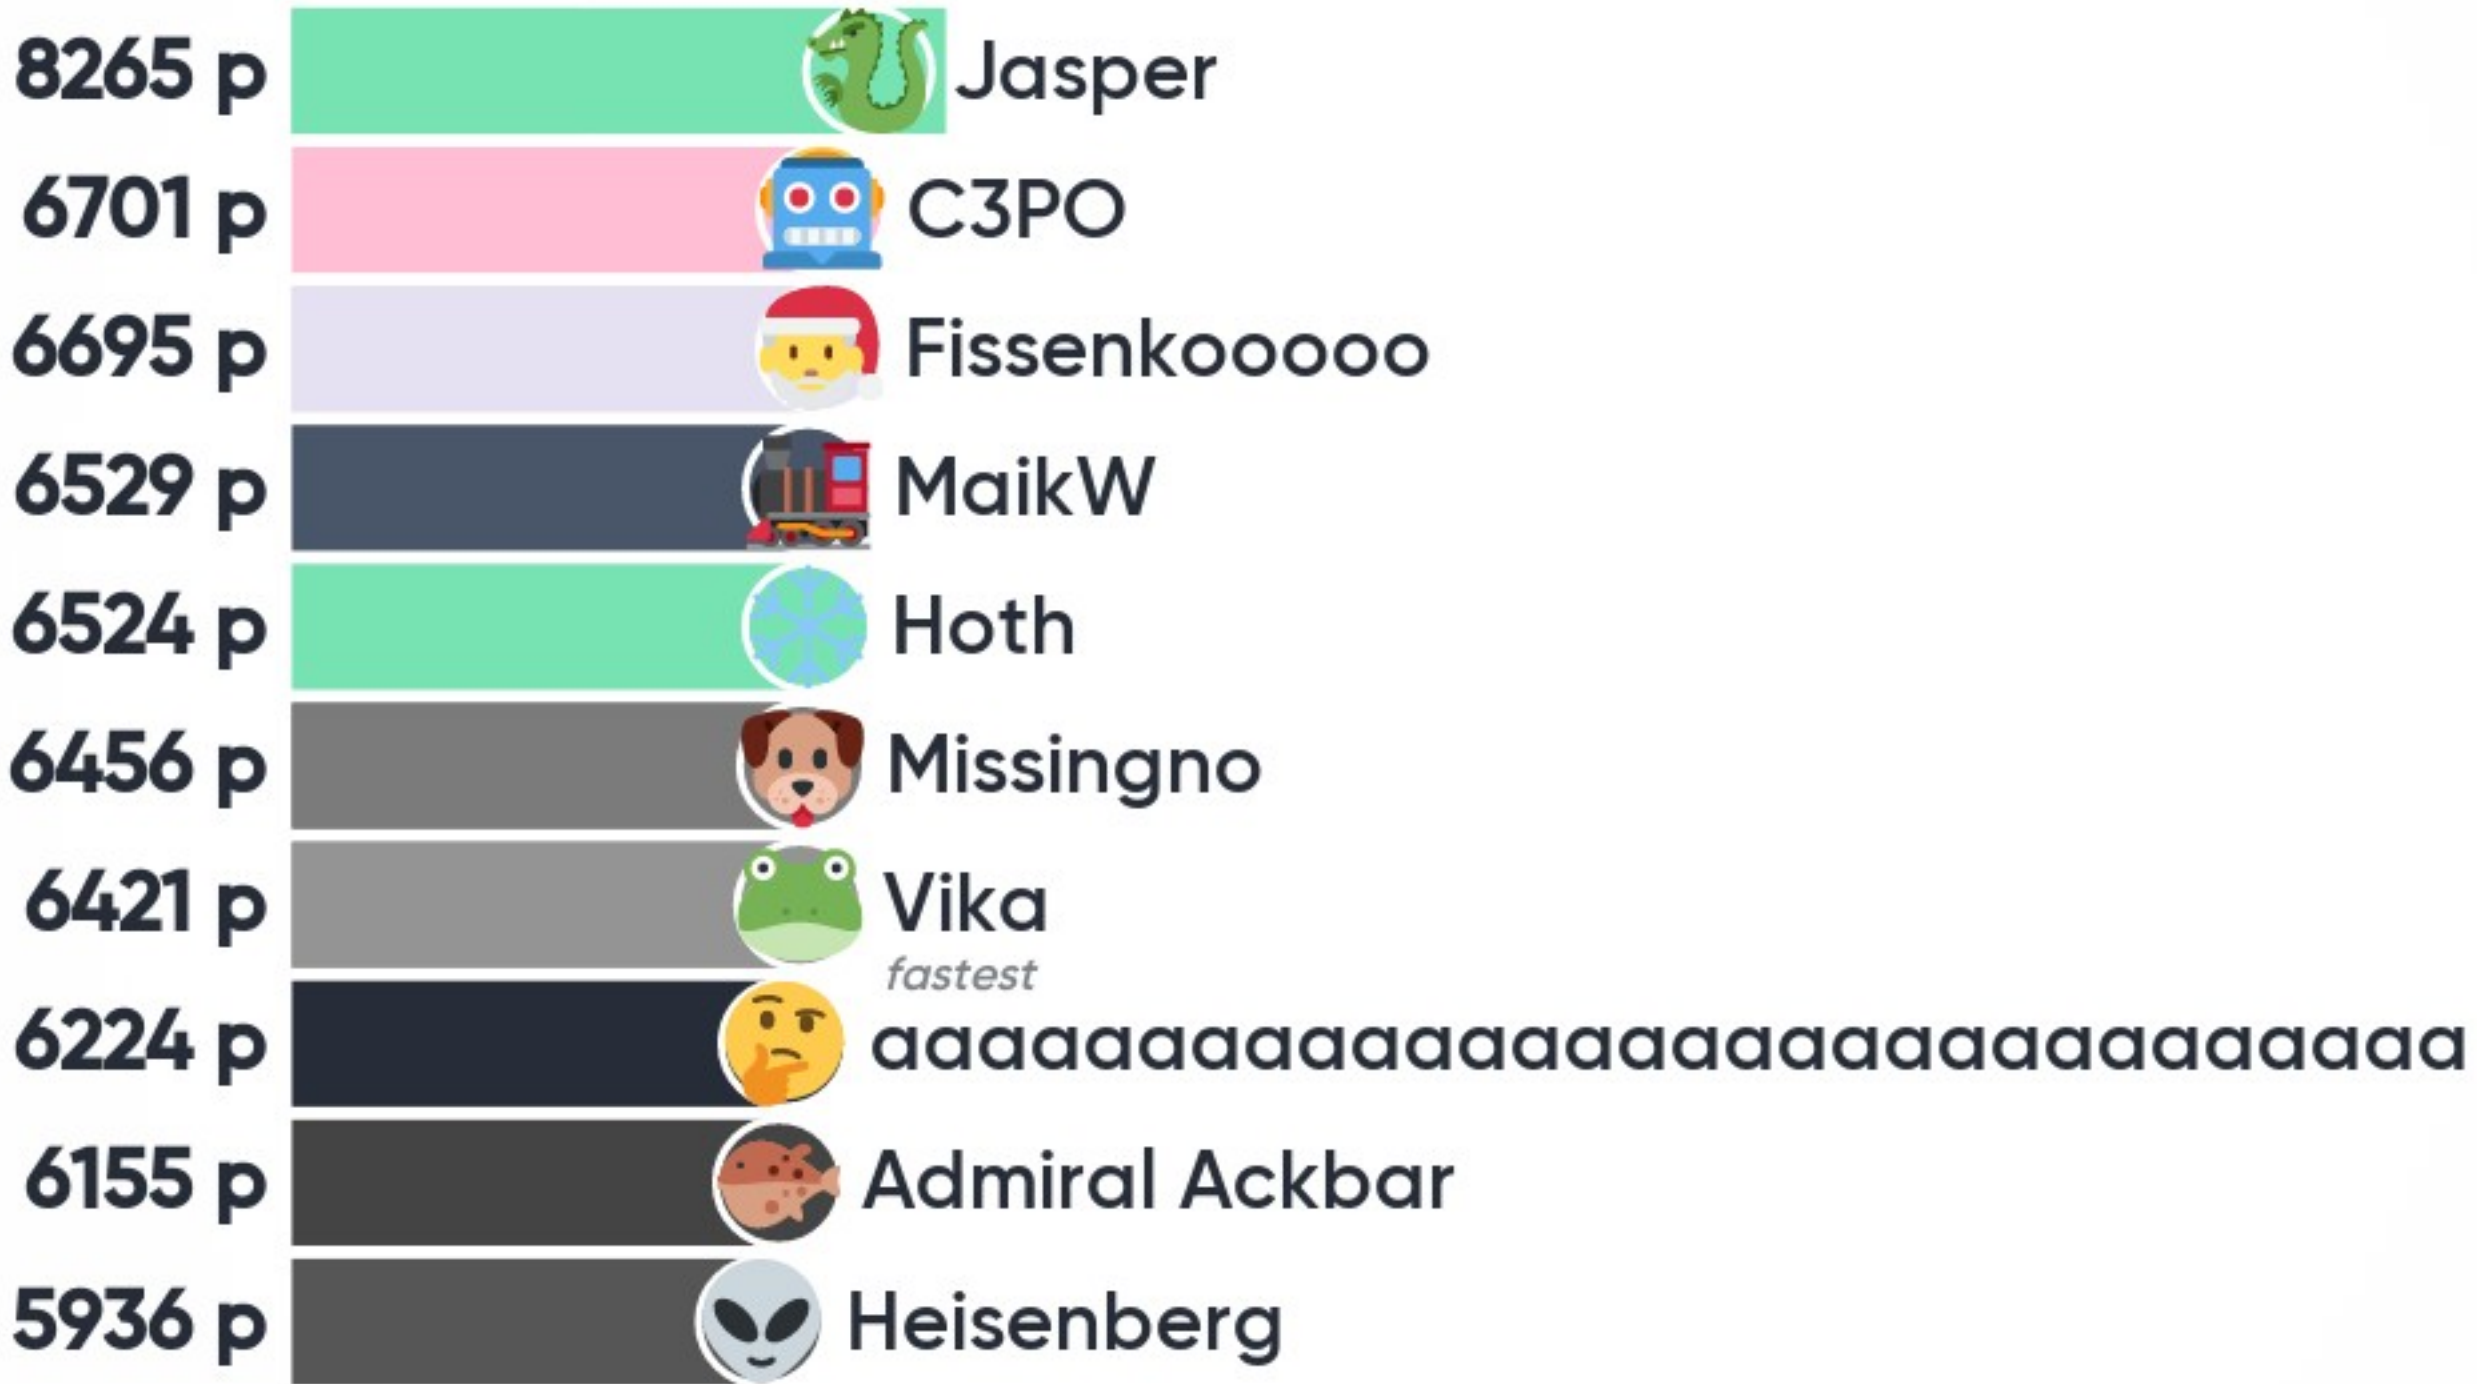 8265 p Jasper
6701 p C3PO
6695 p Fissenkooooo
6529 p MaikW
6524 p Hoth
6456 p Missingno
6421 p Vika
fastest
6224 p aaaaaaaaaaaaaaaaaaaaaaaaaaaaaa
6155 p Admiral Ackbar
5936 p Heisenberg